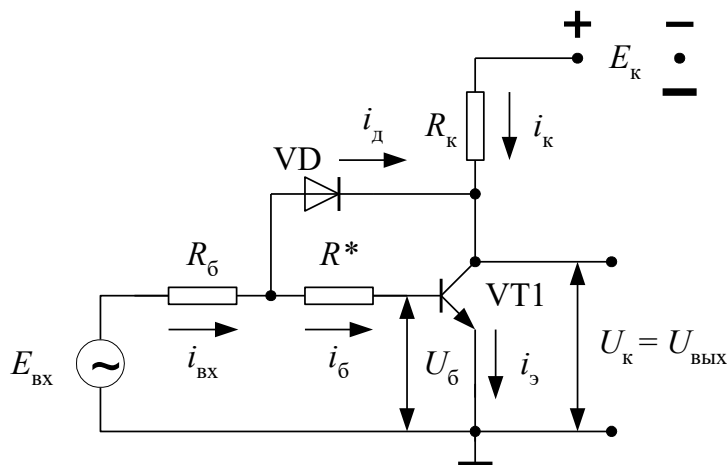 + −
E_к
i_д
R_к
i_к
VD
R_б
R*
VT1
E_вх
~
i_вх
i_б
U_б
i_э
U_к = U_вых